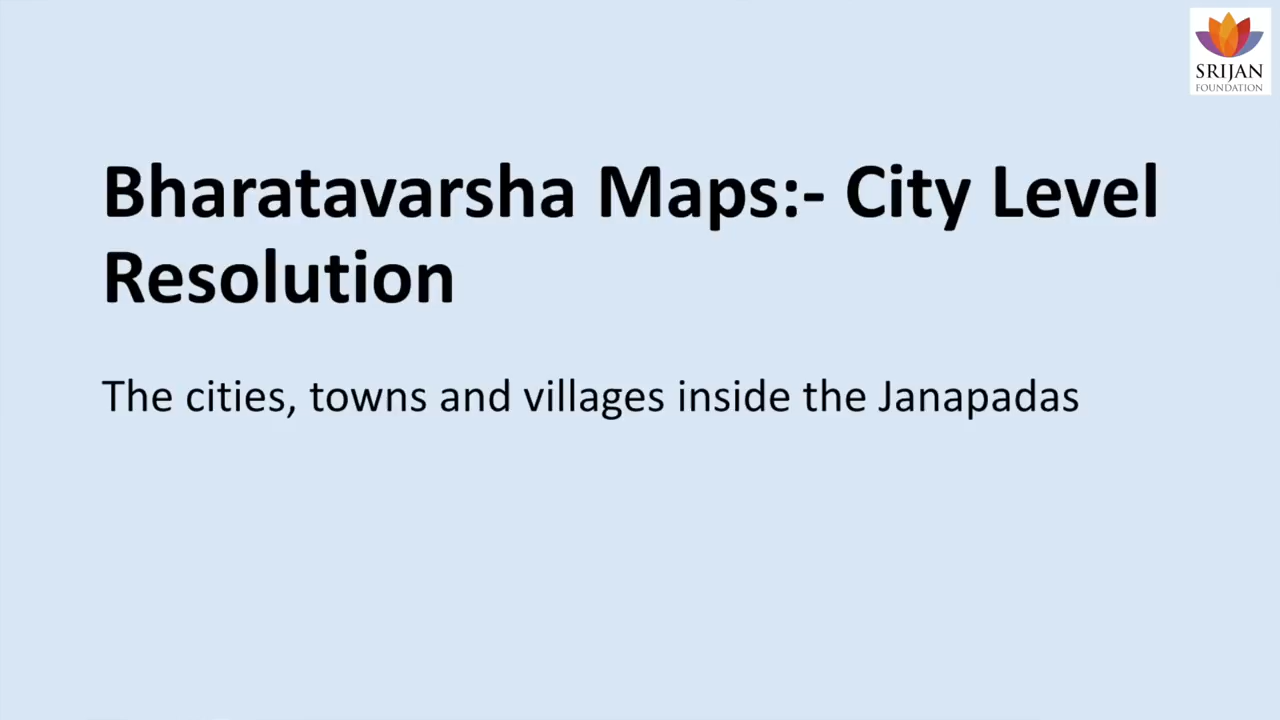 SRIJAN
FOUNDATION
Bharatavarsha Maps:- City Level
Resolution
The cities, towns and villages inside the Janapadas